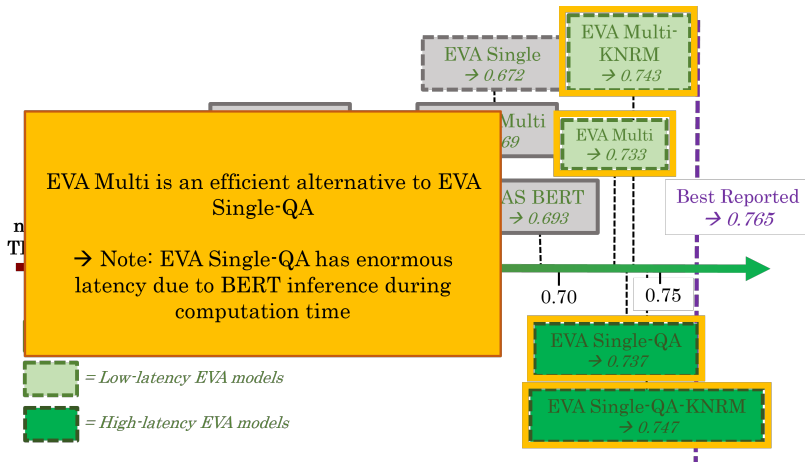 EVA Multi-
KNRM
→ 0.743
EVA Single
→ 0.672
Multi
EVA Multi
→ 0.733
EVA Multi is an efficient alternative to EVA
Single-QA
→ Note: EVA Single-QA has enormous
latency due to BERT inference during
computation time
AS BERT
→ 0.693
Best Reported
→ 0.765
0.70
0.75
EVA Single-QA
→ 0.737
= Low-latency EVA models
EVA Single-QA-KNRM
→ 0.747
= High-latency EVA models